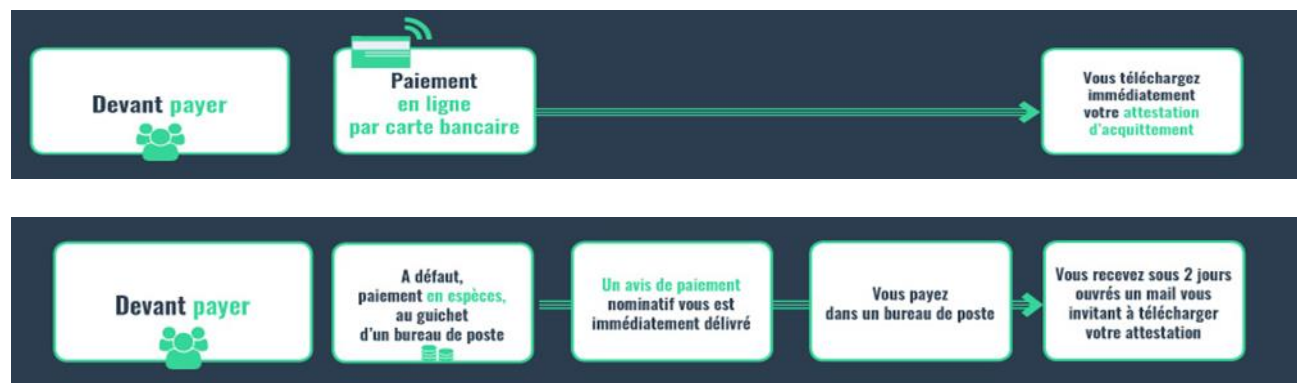 Devant payer
Paiement
en ligne
par carte bancaire
Vous téléchargez
immédiatement
votre attestation
d'acquittement
Devant payer
A défaut,
paiement en espèces,
au guichet
d'un bureau de poste
Un avis de paiement
nominatif vous est
immédiatement délivré
Vous payez
dans un bureau de poste
Vous recevez sous 2 jours
ouvrés un mail vous
invitant à télécharger
votre attestation